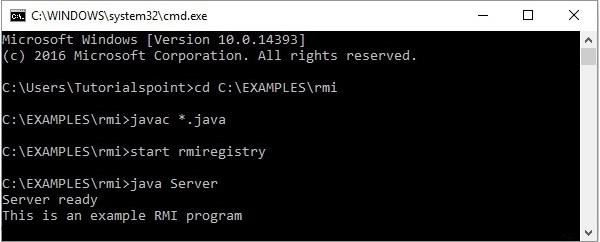 C:\WINDOWS\system32\cmd.exe
Microsoft Windows [Version 10.0.14393]
(c) 2016 Microsoft Corporation. All rights reserved.
C:\Users\Tutorialspoint>cd C:\EXAMPLES\rmi
C:\EXAMPLES\rmi>javac *.java
C:\EXAMPLES\rmi>start rmiregistry
C:\EXAMPLES\rmi>java Server
Server ready
This is an example RMI program